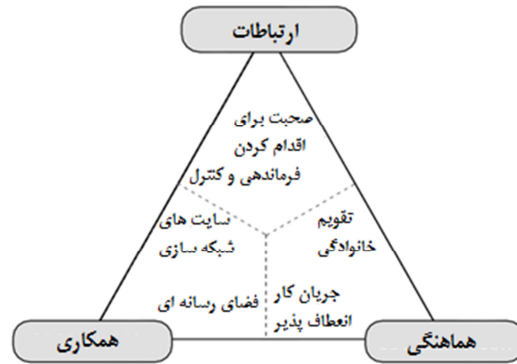 ارتباطات
صحبت برای
اقدام کردن
فرماندهی و کنترل
تقویم
خانوادگی
سایت های
شبکه سازی
جریان کار
انعطاف پذیر
فضای رسانه ای
هماهنگی
همکاری